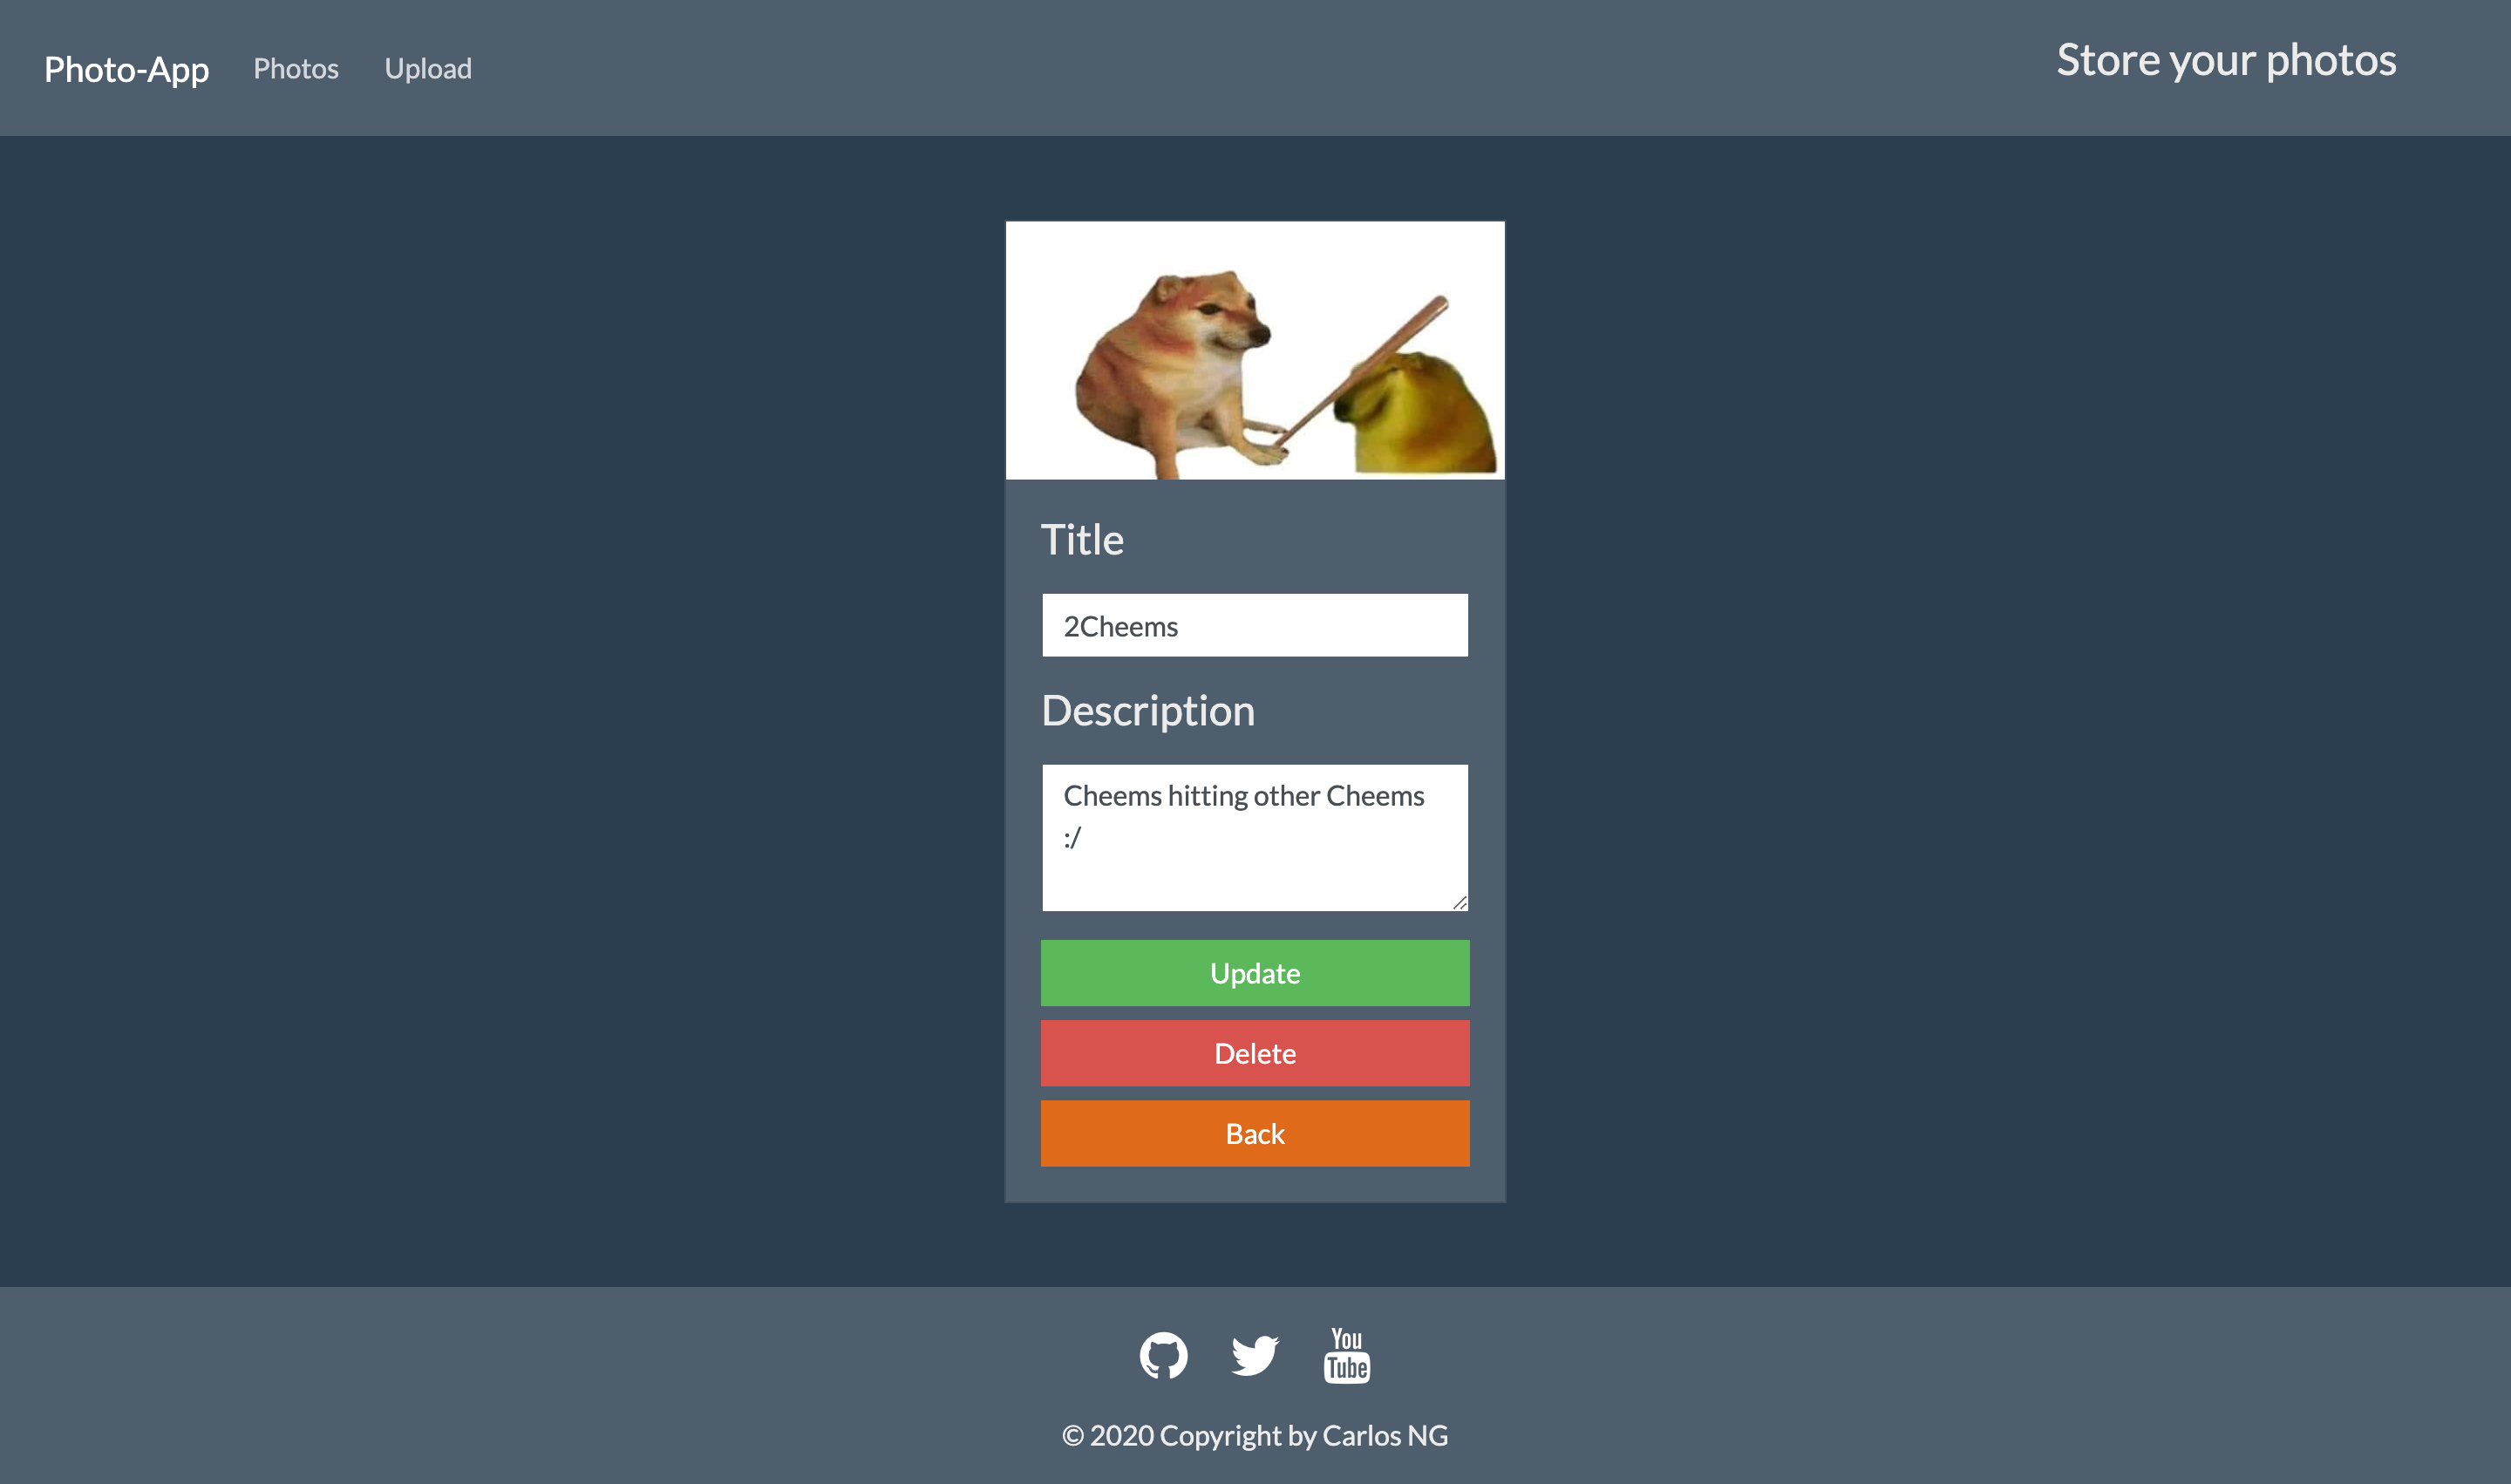 Photo-App Photos Upload Store your photos
Title
2Cheems
Description
Cheems hitting other Cheems
:/
Update
Delete
Back
You
Tube
© 2020 Copyright by Carlos NG